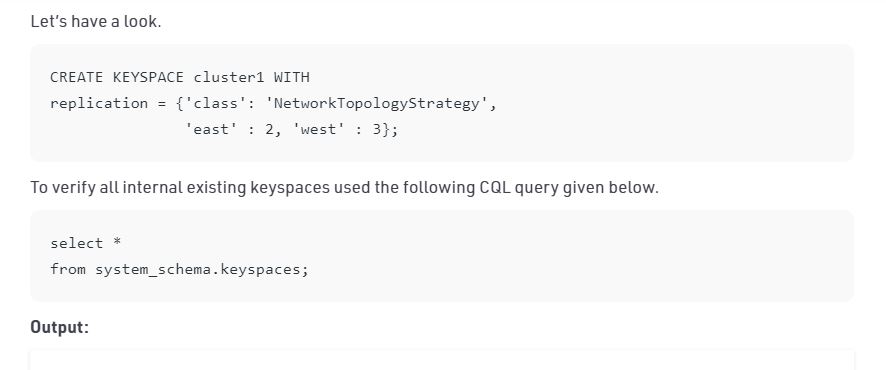 Let's have a look.
CREATE KEYSPACE cluster1 WITH
replication = {'class': 'NetworkTopologyStrategy',
'east' : 2, 'west' : 3};
To verify all internal existing keyspaces used the following CQL query given below.
select *
from system_schema.keyspaces;
Output: